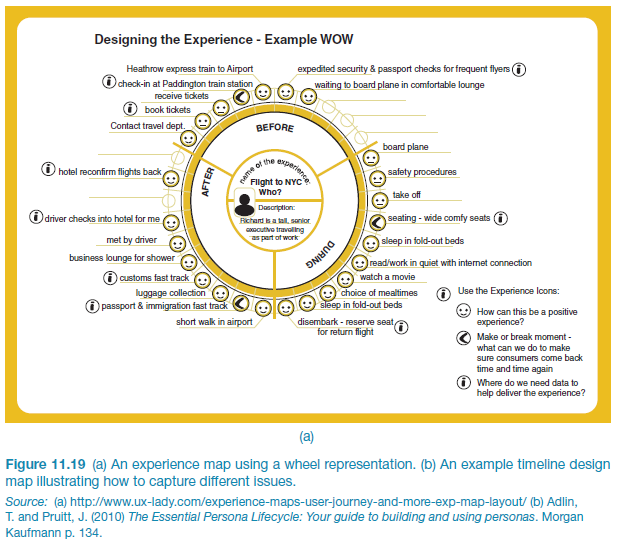 Designing the Experience - Example WOW
Heathrow express train to Airport
expedited security & passport checks for frequent flyers
check-in at Paddington train station
waiting to board plane in comfortable lounge
receive tickets
book tickets
Contact travel dept.
BEFORE
board plane
hotel reconfirm flights back
safety procedures
AFTER
name of the experience:
Flight to NYC
Who?
take off
Description:
Richard is a tall, senior
executive travelling
as part of work
driver checks into hotel for me
seating - wide comfy seats
met by driver
sleep in fold-out beds
DURING
business lounge for shower
read/work in quiet with internet connection
customs fast track
watch a movie
luggage collection
choice of mealtimes
passport & immigration fast track
sleep in fold-out beds
short walk in airport
disembark - reserve seat
for return flight
i Use the Experience Icons:
How can this be a positive
experience?
Make or break moment -
what can we do to make
sure consumers come back
time and time again
i Where do we need data to
help deliver the experience?
(a)
Figure 11.19 (a) An experience map using a wheel representation. (b) An example timeline design
map illustrating how to capture different issues.
Source: (a) http://www.ux-lady.com/experience-maps-user-journey-and-more-exp-map-layout/ (b) Adlin,
T. and Pruitt, J. (2010) The Essential Persona Lifecycle: Your guide to building and using personas. Morgan
Kaufmann p. 134.